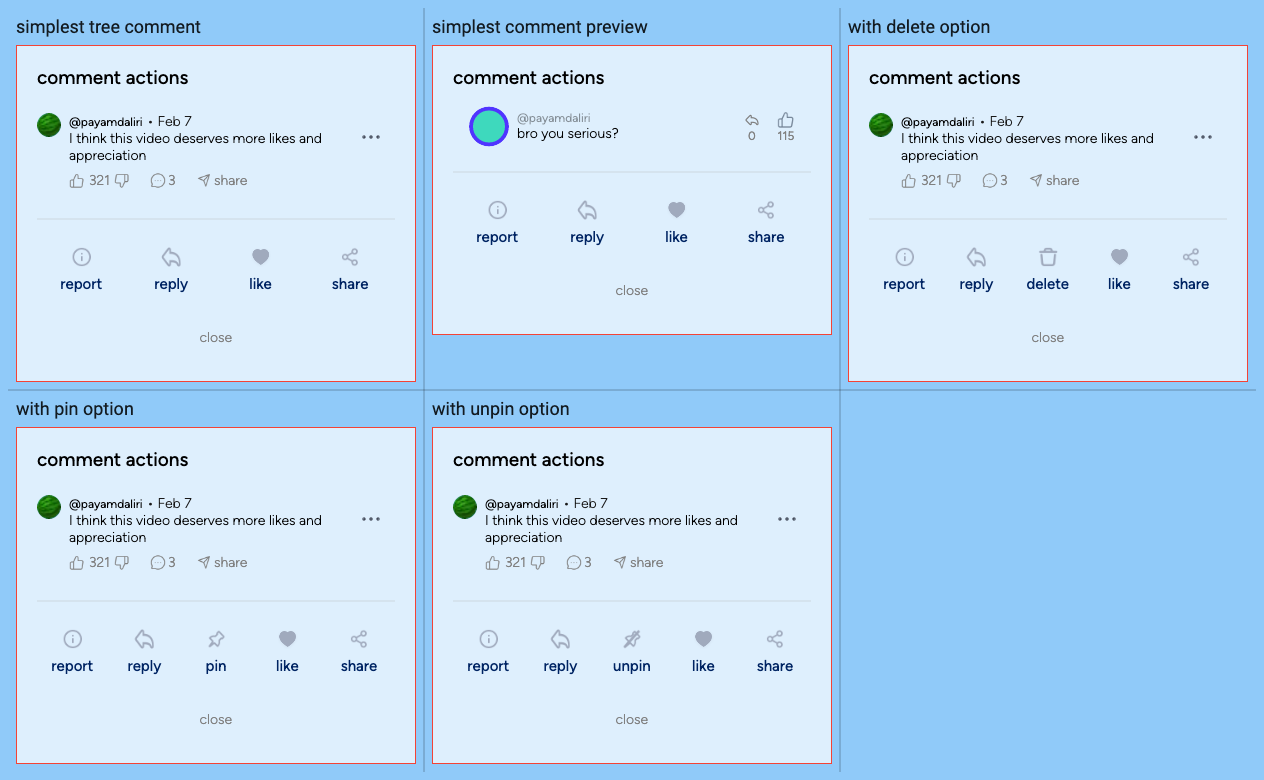 simplest tree comment
comment actions
@payamdaliri • Feb 7
I think this video deserves more likes and
appreciation
321 3 share
report reply like share
close
simplest comment preview
comment actions
@payamdaliri
bro you serious?
0 115
report reply like share
close
with delete option
comment actions
@payamdaliri • Feb 7
I think this video deserves more likes and
appreciation
321 3 share
report reply delete like share
close
with pin option
comment actions
@payamdaliri • Feb 7
I think this video deserves more likes and
appreciation
321 3 share
report reply pin like share
close
with unpin option
comment actions
@payamdaliri • Feb 7
I think this video deserves more likes and
appreciation
321 3 share
report reply unpin like share
close